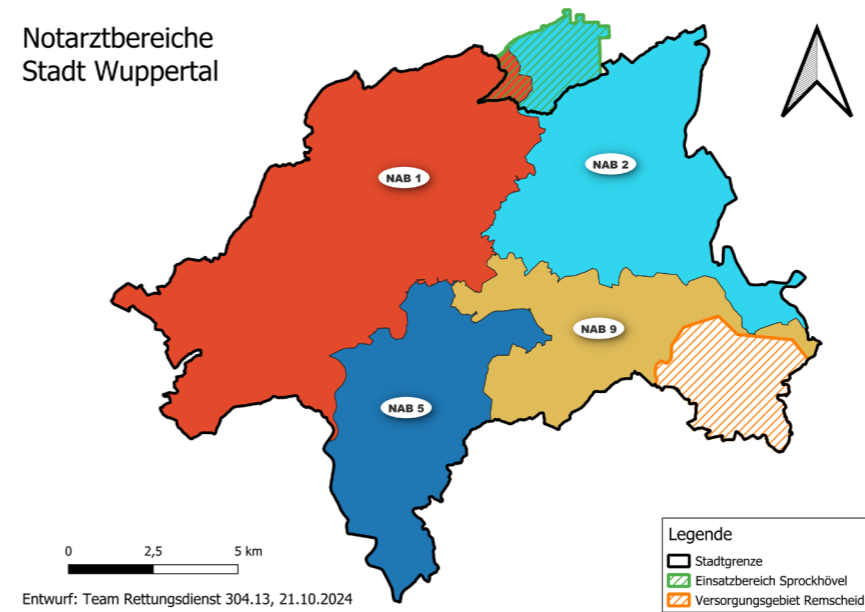 Notarztbereiche
Stadt Wuppertal
NAB 1
NAB 2
NAB 9
NAB 5
0 2,5 5 km
Entwurf: Team Rettungsdienst 304.13, 21.10.2024
Legende
Stadtgrenze
Einsatzbereich Sprockhövel
Versorgungsgebiet Remscheid